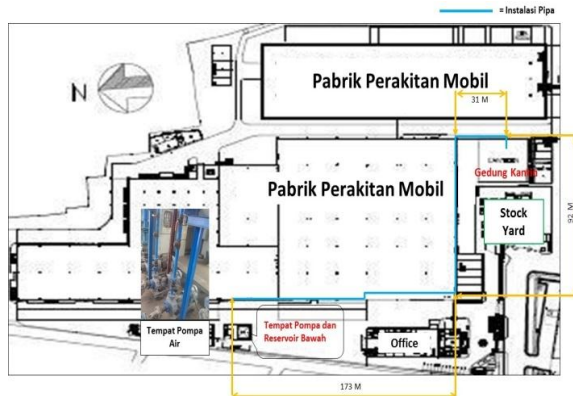 = Instalasi Pipa
Pabrik Perakitan Mobil
31 M
N
CANTEEN
Gedung Kantin
Pabrik Perakitan Mobil
Stock
Yard
92 M
Tempat Pompa
Air
Tempat Pompa dan
Reservoir Bawah
Office
173 M